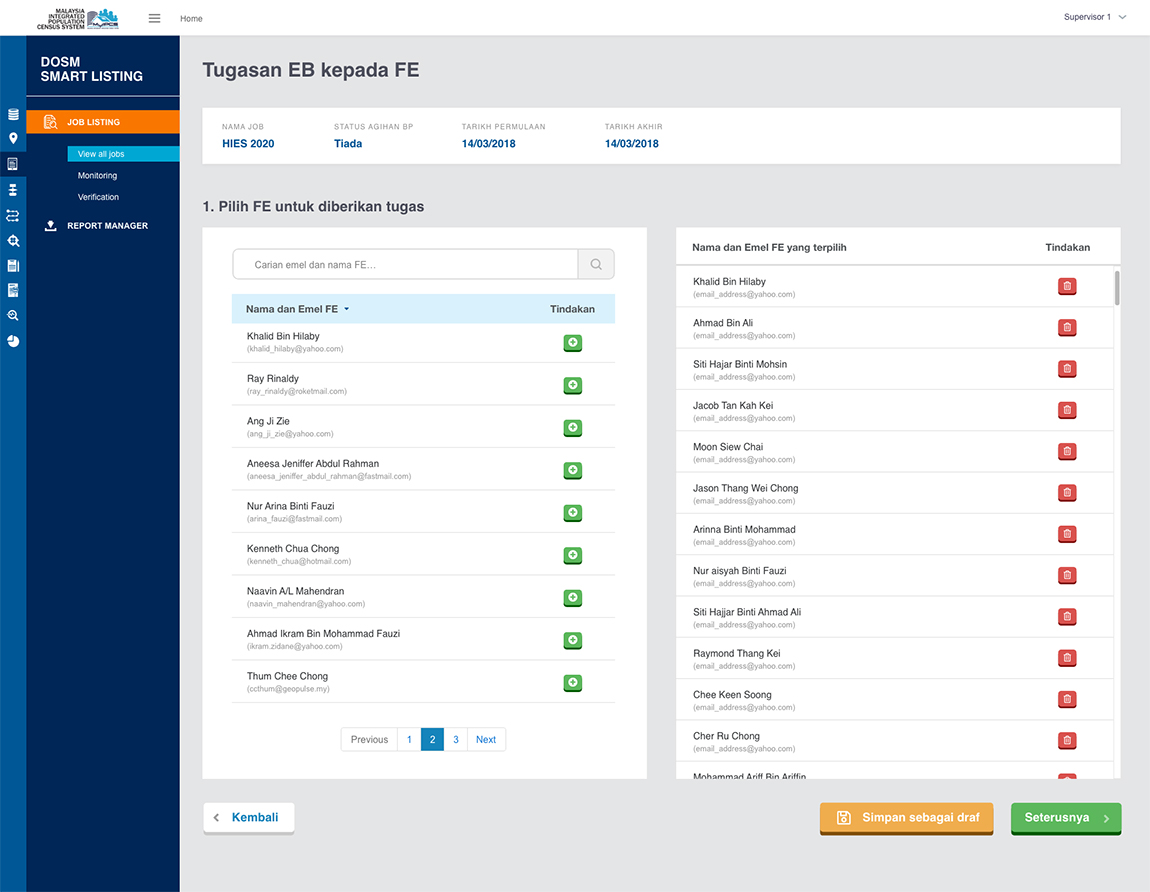 MALAYSIA
INTEGRATED
POPULATION
CENSUS SYSTEM
MyIPCS
Home
Supervisor 1
DOSM
SMART LISTING
JOB LISTING
View all jobs
Monitoring
Verification
REPORT MANAGER
Tugasan EB kepada FE
NAMA JOB
HIES 2020
STATUS AGIHAN BP
Tiada
TARIKH PERMULAAN
14/03/2018
TARIKH AKHIR
14/03/2018
1. Pilih FE untuk diberikan tugas
Carian emel dan nama FE...
Nama dan Emel FE Tindakan
Khalid Bin Hilaby
(khalid_hilaby@yahoo.com)
Ray Rinaldy
(ray_rinaldy@roketmail.com)
Ang Ji Zie
(ang_ji_zie@yahoo.com)
Aneesa Jeniffer Abdul Rahman
(aneesa_jeniffer_abdul_rahman@fastmail.com)
Nur Arina Binti Fauzi
(arina_fauzi@fastmail.com)
Kenneth Chua Chong
(kenneth_chua@hotmail.com)
Naavin A/L Mahendran
(naavin_mahendran@yahoo.com)
Ahmad Ikram Bin Mohammad Fauzi
(ikram.zidane@yahoo.com)
Thum Chee Chong
(ccthum@geopulse.my)
Previous 1 2 3 Next
Nama dan Emel FE yang terpilih Tindakan
Khalid Bin Hilaby
(email_address@yahoo.com)
Ahmad Bin Ali
(email_address@yahoo.com)
Siti Hajar Binti Mohsin
(email_address@yahoo.com)
Jacob Tan Kah Kei
(email_address@yahoo.com)
Moon Siew Chai
(email_address@yahoo.com)
Jason Thang Wei Chong
(email_address@yahoo.com)
Arinna Binti Mohammad
(email_address@yahoo.com)
Nur aisyah Binti Fauzi
(email_address@yahoo.com)
Siti Hajjar Binti Ahmad Ali
(email_address@yahoo.com)
Raymond Thang Kei
(email_address@yahoo.com)
Chee Keen Soong
(email_address@yahoo.com)
Cher Ru Chong
(email_address@yahoo.com)
Mohammad Ariff Bin Ariffin
Kembali
Simpan sebagai draf
Seterusnya